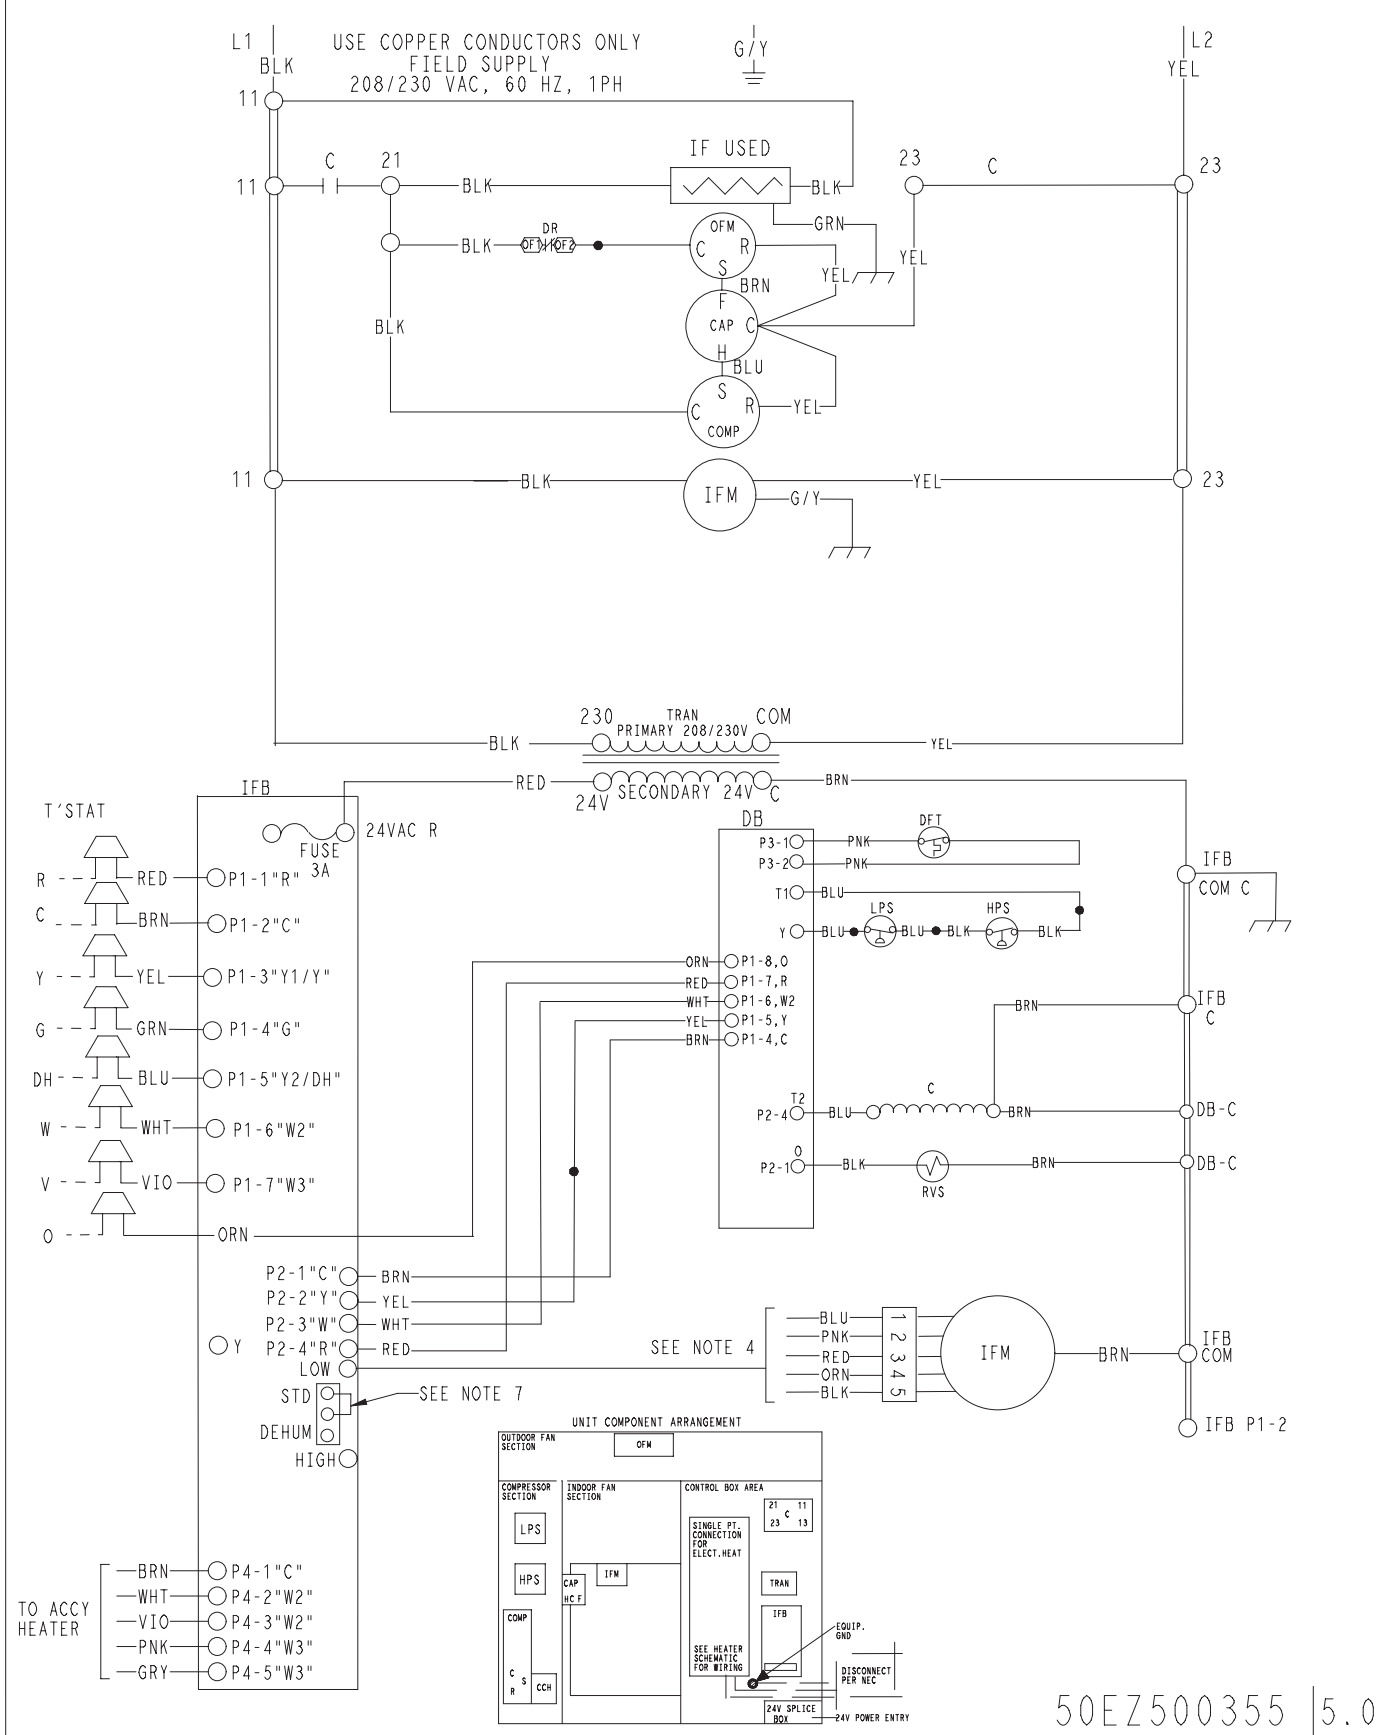 L1
BLK
USE COPPER CONDUCTORS ONLY
FIELD SUPPLY
208/230 VAC, 60 HZ, 1PH
G/Y
L2
YEL
11
11
C
21
BLK
IF USED
BLK
23
C
23
GRN
BLK
DR
OF1
OF2
OFM
C R
S
YEL
YEL
BRN
F
CAP C
H
BLK
BLU
S
C R
COMP
YEL
11
BLK
IFM
YEL
23
G/Y
230
TRAN
PRIMARY 208/230V
COM
BLK
YEL
RED
24V
SECONDARY 24V
C
BRN
T'STAT
IFB
FUSE
3A
24VAC R
R
RED
P1-1"R"
C
BRN
P1-2"C"
Y
YEL
P1-3"Y1/Y"
G
GRN
P1-4"G"
DH
BLU
P1-5"Y2/DH"
W
WHT
P1-6"W2"
V
VIO
P1-7"W3"
O
ORN
DB
P3-1
PNK
DFT
P3-2
PNK
T1
BLU
Y
BLU
LPS
BLU
BLK
HPS
BLK
ORN
P1-8,O
RED
P1-7,R
WHT
P1-6,W2
YEL
P1-5,Y
BRN
P1-4,C
T2
P2-4
BLU
C
BRN
BRN
O
P2-1
BLK
RVS
BRN
IFB
COM C
IFB
C
DB-C
DB-C
P2-1"C"
BRN
P2-2"Y"
YEL
P2-3"W"
WHT
Y
P2-4"R"
RED
LOW
STD
DEHUM
HIGH
SEE NOTE 7
SEE NOTE 4
BLU
PNK
RED
ORN
BLK
1
2
3
4
5
IFM
BRN
IFB
COM
IFB P1-2
TO ACCY
HEATER
BRN
P4-1"C"
WHT
P4-2"W2"
VIO
P4-3"W2"
PNK
P4-4"W3"
GRY
P4-5"W3"
UNIT COMPONENT ARRANGEMENT
OUTDOOR FAN
SECTION
OFM
COMPRESSOR
SECTION
INDOOR FAN
SECTION
CONTROL BOX AREA
LPS
HPS
COMP
C
S
R
CCH
CAP
HC F
IFM
SINGLE PT.
CONNECTION
FOR
ELECT.HEAT
SEE HEATER
SCHEMATIC
FOR WIRING
21 11
C
23 13
TRAN
IFB
EQUIP.
GND
DISCONNECT
PER NEC
24V SPLICE
BOX
24V POWER ENTRY
50EZ500355 5.0